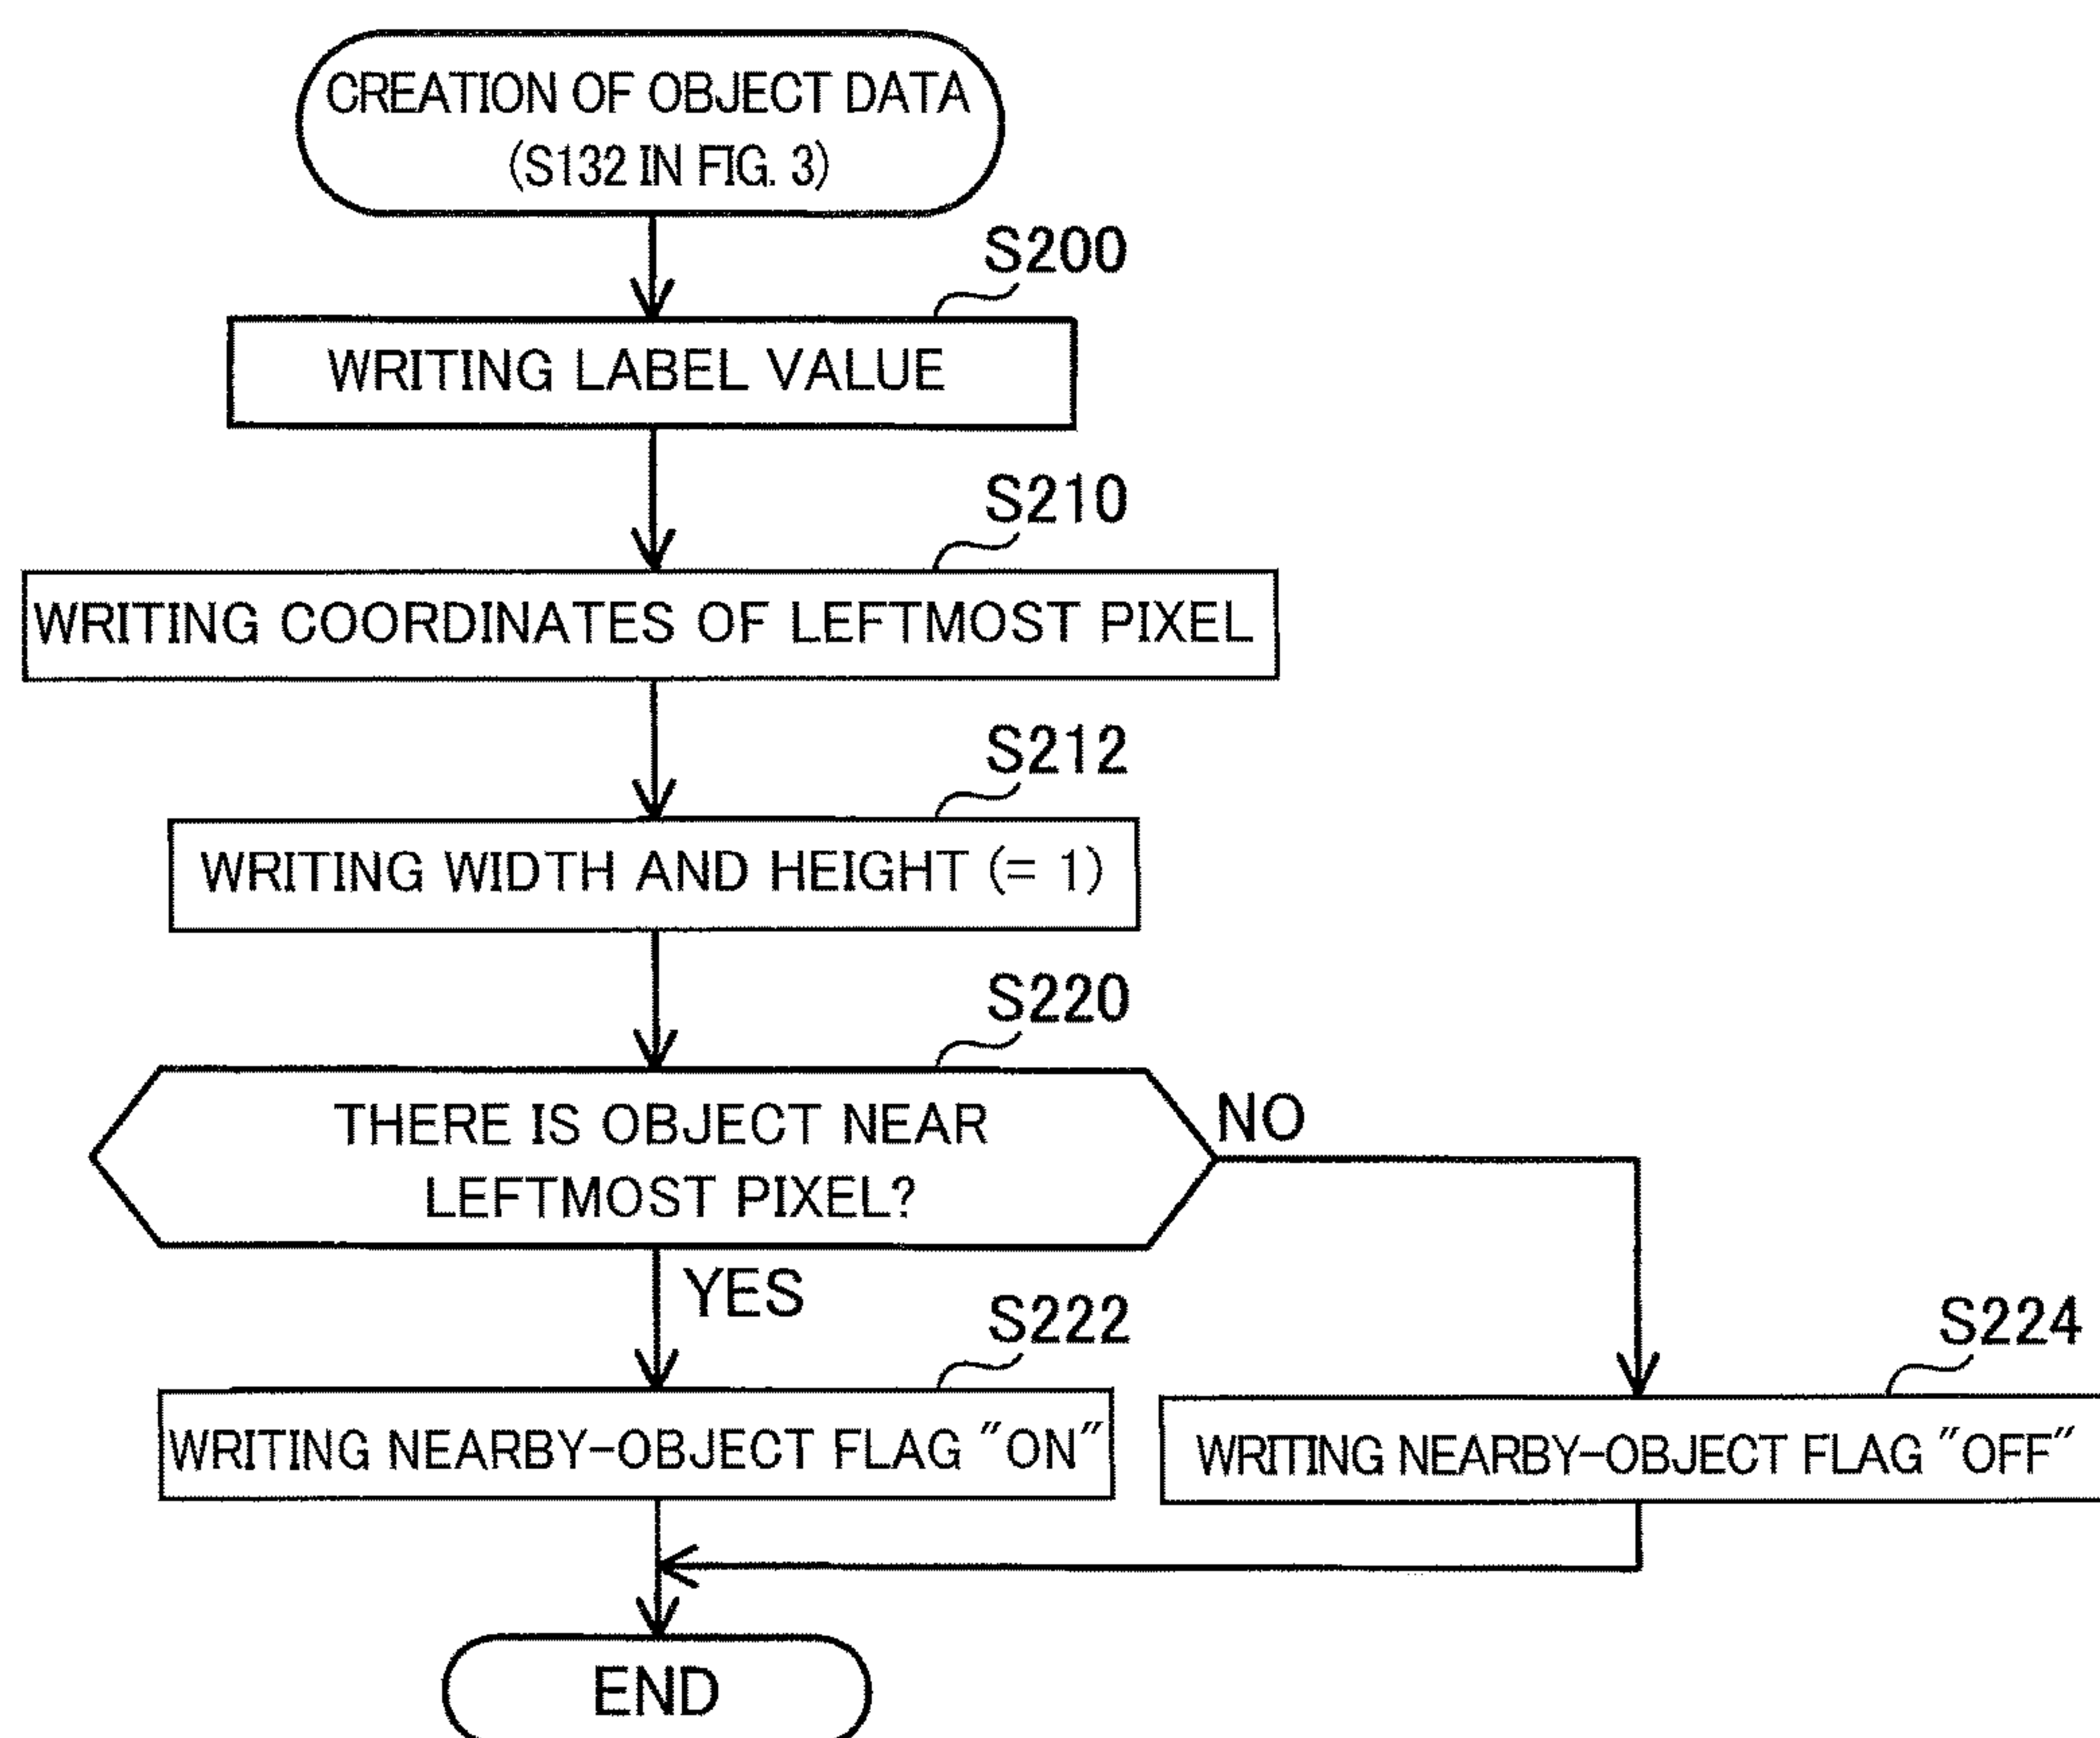 CREATION OF OBJECT DATA
(S132 IN FIG. 3)
S200
WRITING LABEL VALUE
S210
WRITING COORDINATES OF LEFTMOST PIXEL
S212
WRITING WIDTH AND HEIGHT (= 1)
S220
THERE IS OBJECT NEAR
LEFTMOST PIXEL?
NO
YES
S222
WRITING NEARBY-OBJECT FLAG "ON"
S224
WRITING NEARBY-OBJECT FLAG "OFF"
END